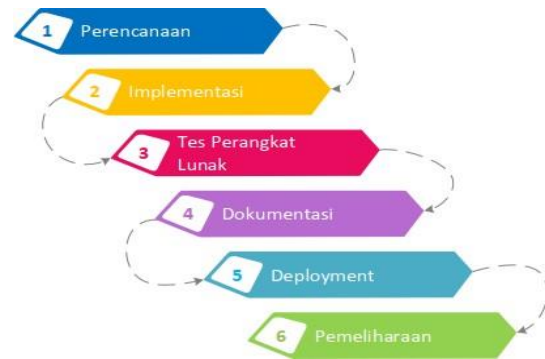 1 Perencanaan
2 Implementasi
3 Tes Perangkat
Lunak
4 Dokumentasi
5 Deployment
6 Pemeliharaan